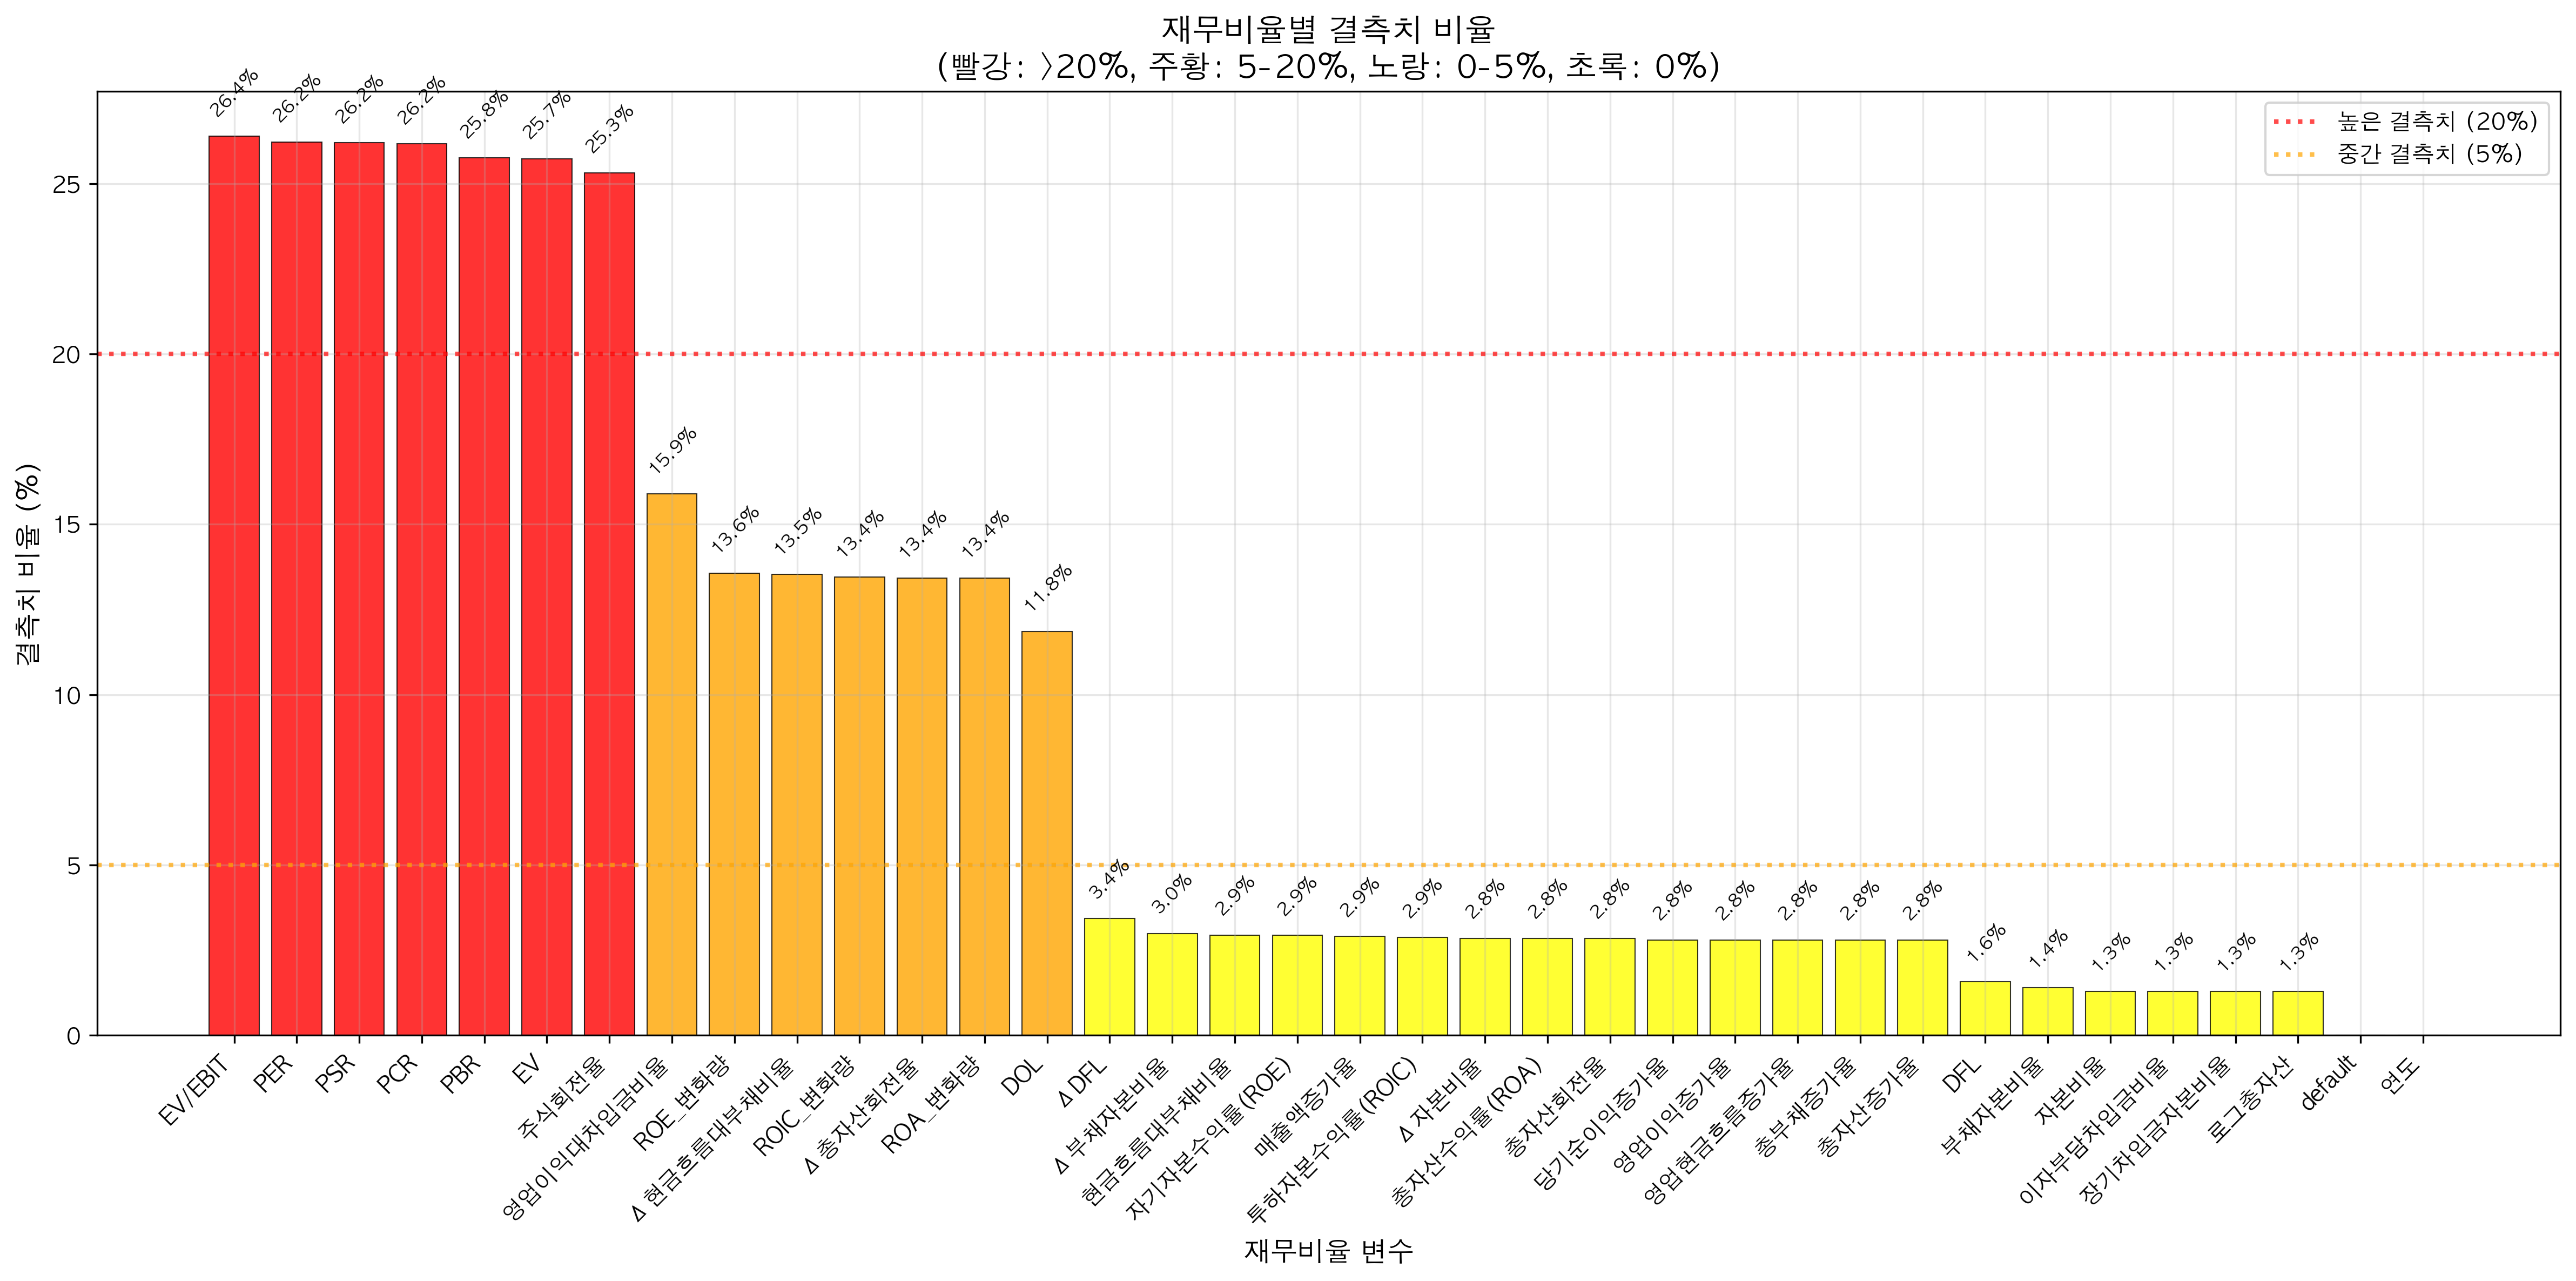 재무비율별 결측치 비율
(빨강: >20%, 주황: 5-20%, 노랑: 0-5%, 초록: 0%)
높은 결측치 (20%)
중간 결측치 (5%)
결측치 비율 (%)
25
20
15
10
5
0
26.4%
26.2%
26.2%
26.2%
25.8%
25.7%
25.3%
15.9%
13.6%
13.5%
13.4%
13.4%
13.4%
11.8%
3.4%
3.0%
2.9%
2.9%
2.9%
2.9%
2.8%
2.8%
2.8%
2.8%
2.8%
2.8%
2.8%
2.8%
1.6%
1.4%
1.3%
1.3%
1.3%
1.3%
EV/EBIT
PER
PSR
PCR
PBR
EV
주식회전율
영업이익대차입금비율
ROE_변화량
Δ 현금흐름대부채비율
ROIC_변화량
Δ 총자산회전율
ROA_변화량
DOL
Δ DFL
Δ 부채자본비율
현금흐름대부채비율
자기자본수익률(ROE)
매출액증가율
투하자본수익률(ROIC)
Δ 자본비율
총자산수익률(ROA)
총자산회전율
당기순이익증가율
영업이익증가율
영업현금흐름증가율
총부채증가율
총자산증가율
DFL
부채자본비율
자본비율
이자부담차입금비율
장기차입금자본비율
로그총자산
default
연도
재무비율 변수